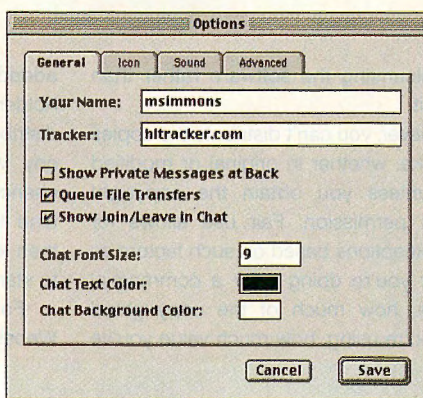 Options
General Icon Sound Advanced
Your Name: msimmons
Tracker: hltracker.com
Show Private Messages at Back
Queue File Transfers
Show Join/Leave in Chat
Chat Font Size: 9
Chat Text Color:
Chat Background Color:
Cancel Save